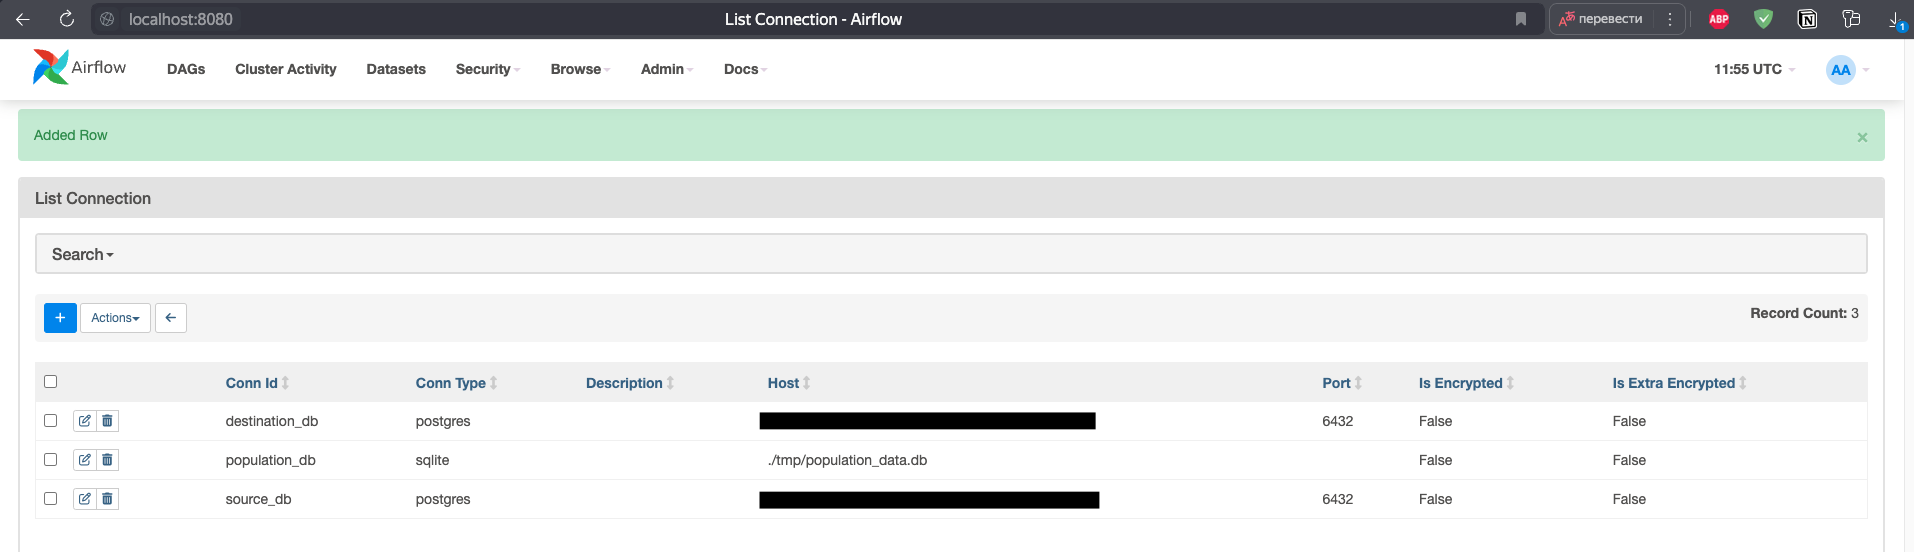 localhost:8080 List Connection - Airflow перевести ABP 1
Airflow DAGs Cluster Activity Datasets Security Browse Admin Docs 11:55 UTC AA
Added Row ×
List Connection
Search
+ Actions Record Count: 3
Conn Id Conn Type Description Host Port Is Encrypted Is Extra Encrypted
destination_db postgres 6432 False False
population_db sqlite ./tmp/population_data.db False False
source_db postgres 6432 False False